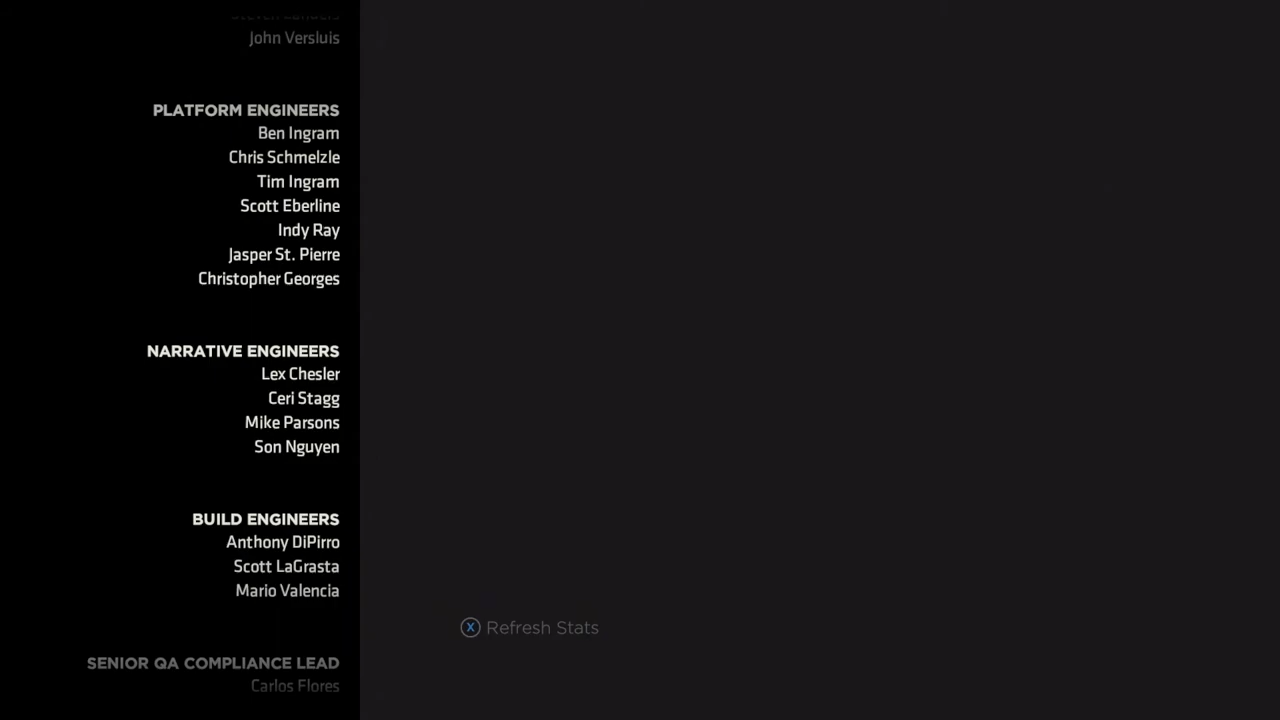 John Versluis
PLATFORM ENGINEERS
Ben Ingram
Chris Schmelzle
Tim Ingram
Scott Eberline
Indy Ray
Jasper St. Pierre
Christopher Georges
NARRATIVE ENGINEERS
Lex Chesler
Ceri Stagg
Mike Parsons
Son Nguyen
BUILD ENGINEERS
Anthony DiPirro
Scott LaGrasta
Mario Valencia
X Refresh Stats
SENIOR QA COMPLIANCE LEAD
Carlos Flores